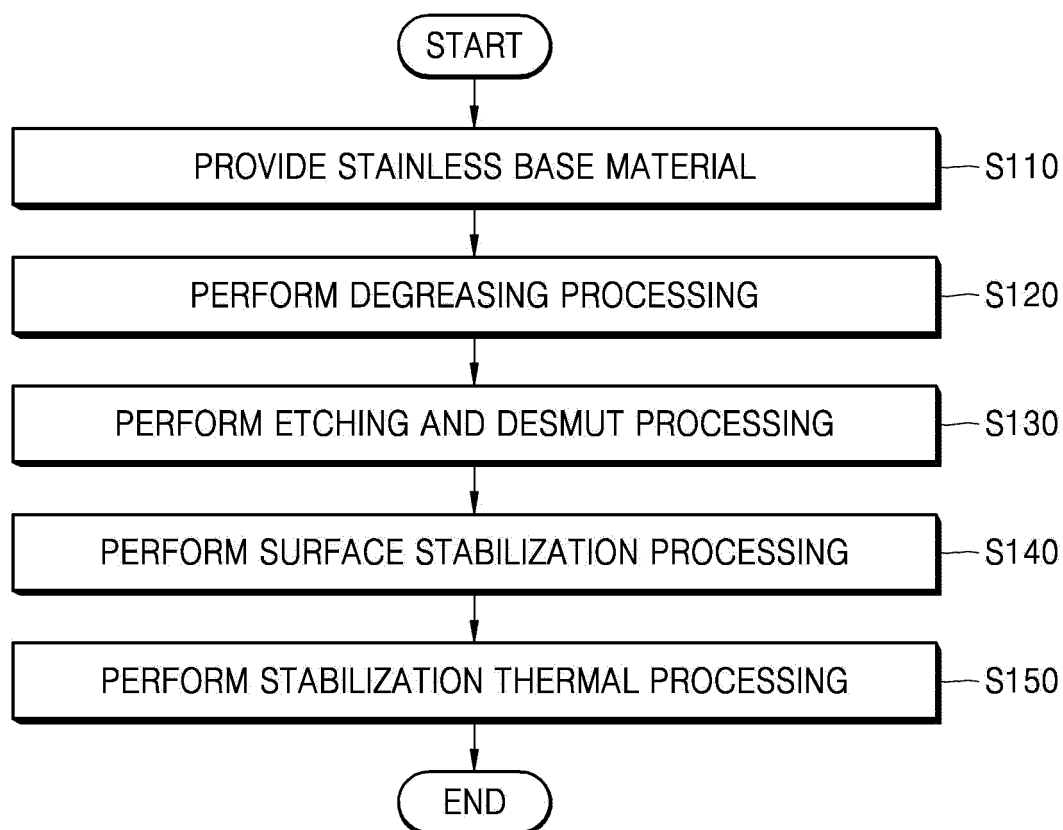 START
PROVIDE STAINLESS BASE MATERIAL S110
PERFORM DEGREASING PROCESSING S120
PERFORM ETCHING AND DESMUT PROCESSING S130
PERFORM SURFACE STABILIZATION PROCESSING S140
PERFORM STABILIZATION THERMAL PROCESSING S150
END